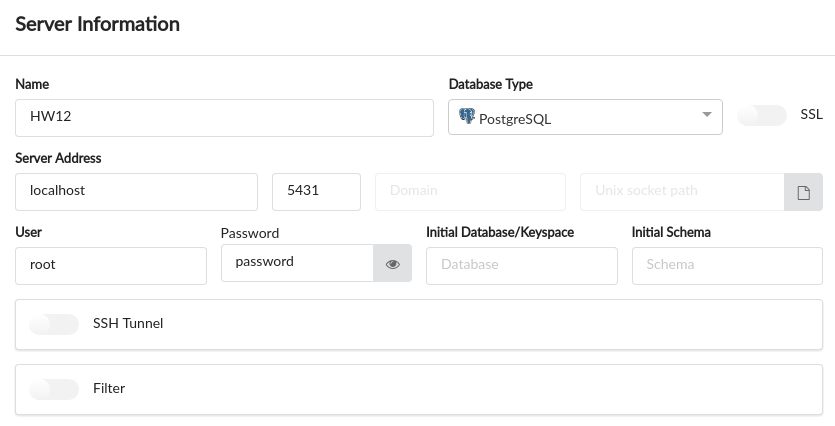 Server Information
Name
Database Type
HW12
PostgreSQL
SSL
Server Address
localhost
5431
Domain
Unix socket path
User
Password
Initial Database/Keyspace
Initial Schema
root
password
Database
Schema
SSH Tunnel
Filter